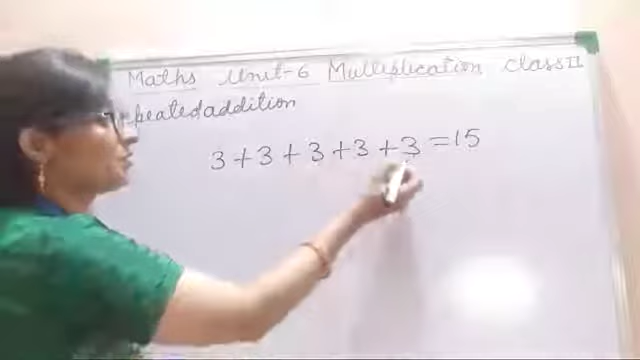 Maths Unit-6 Multiplication Class II
repeated addition
3+3+3+3+3=15